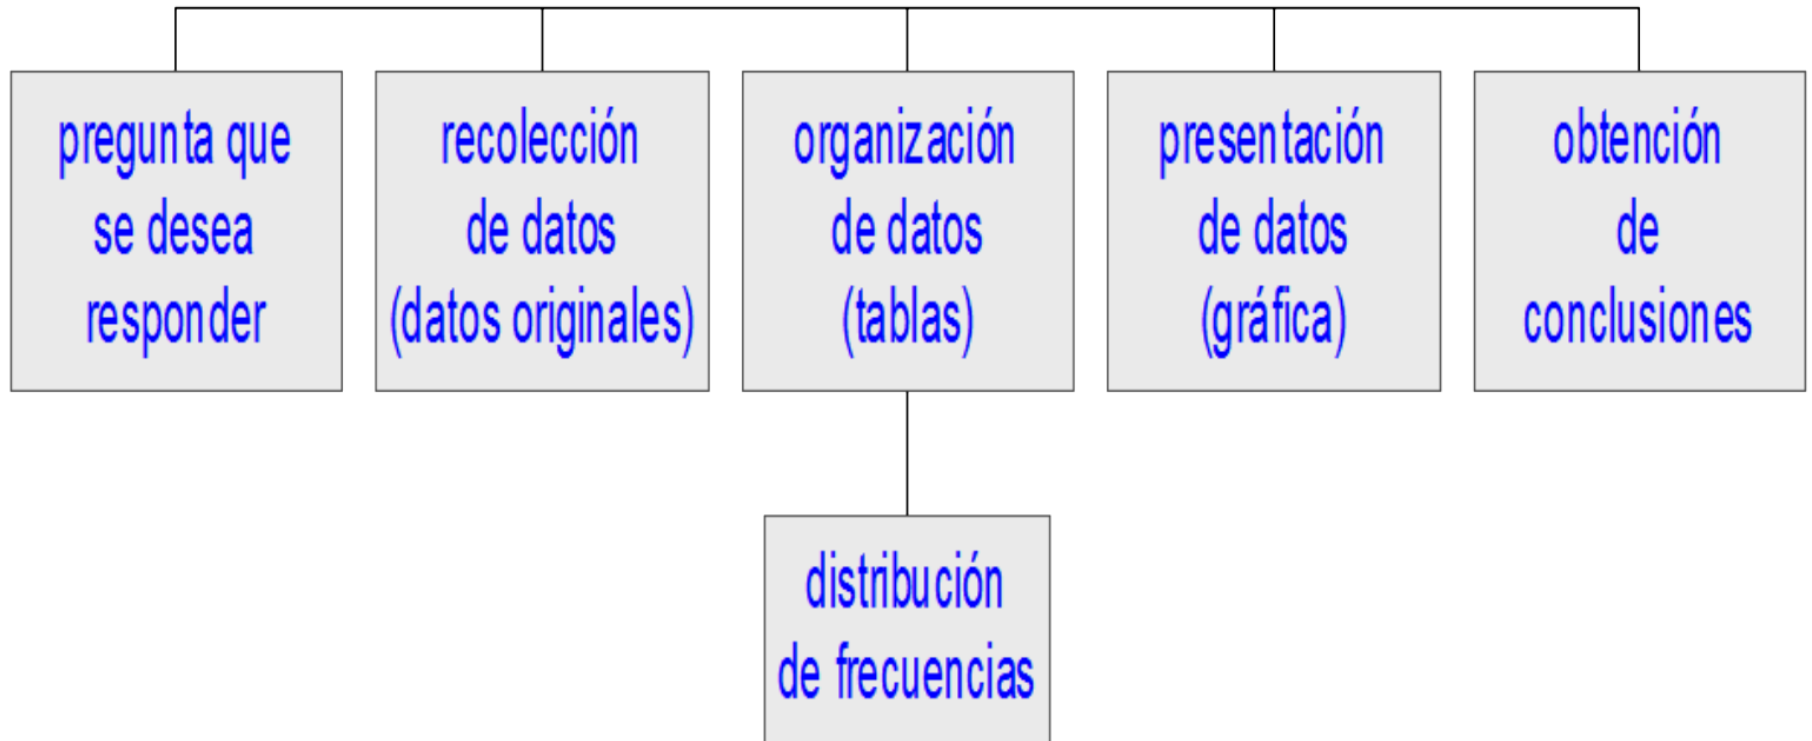 pregunta que
se desea
responder
recolección
de datos
(datos originales)
organización
de datos
(tablas)
presentación
de datos
(gráfica)
obtención
de
conclusiones
distribución
de frecuencias